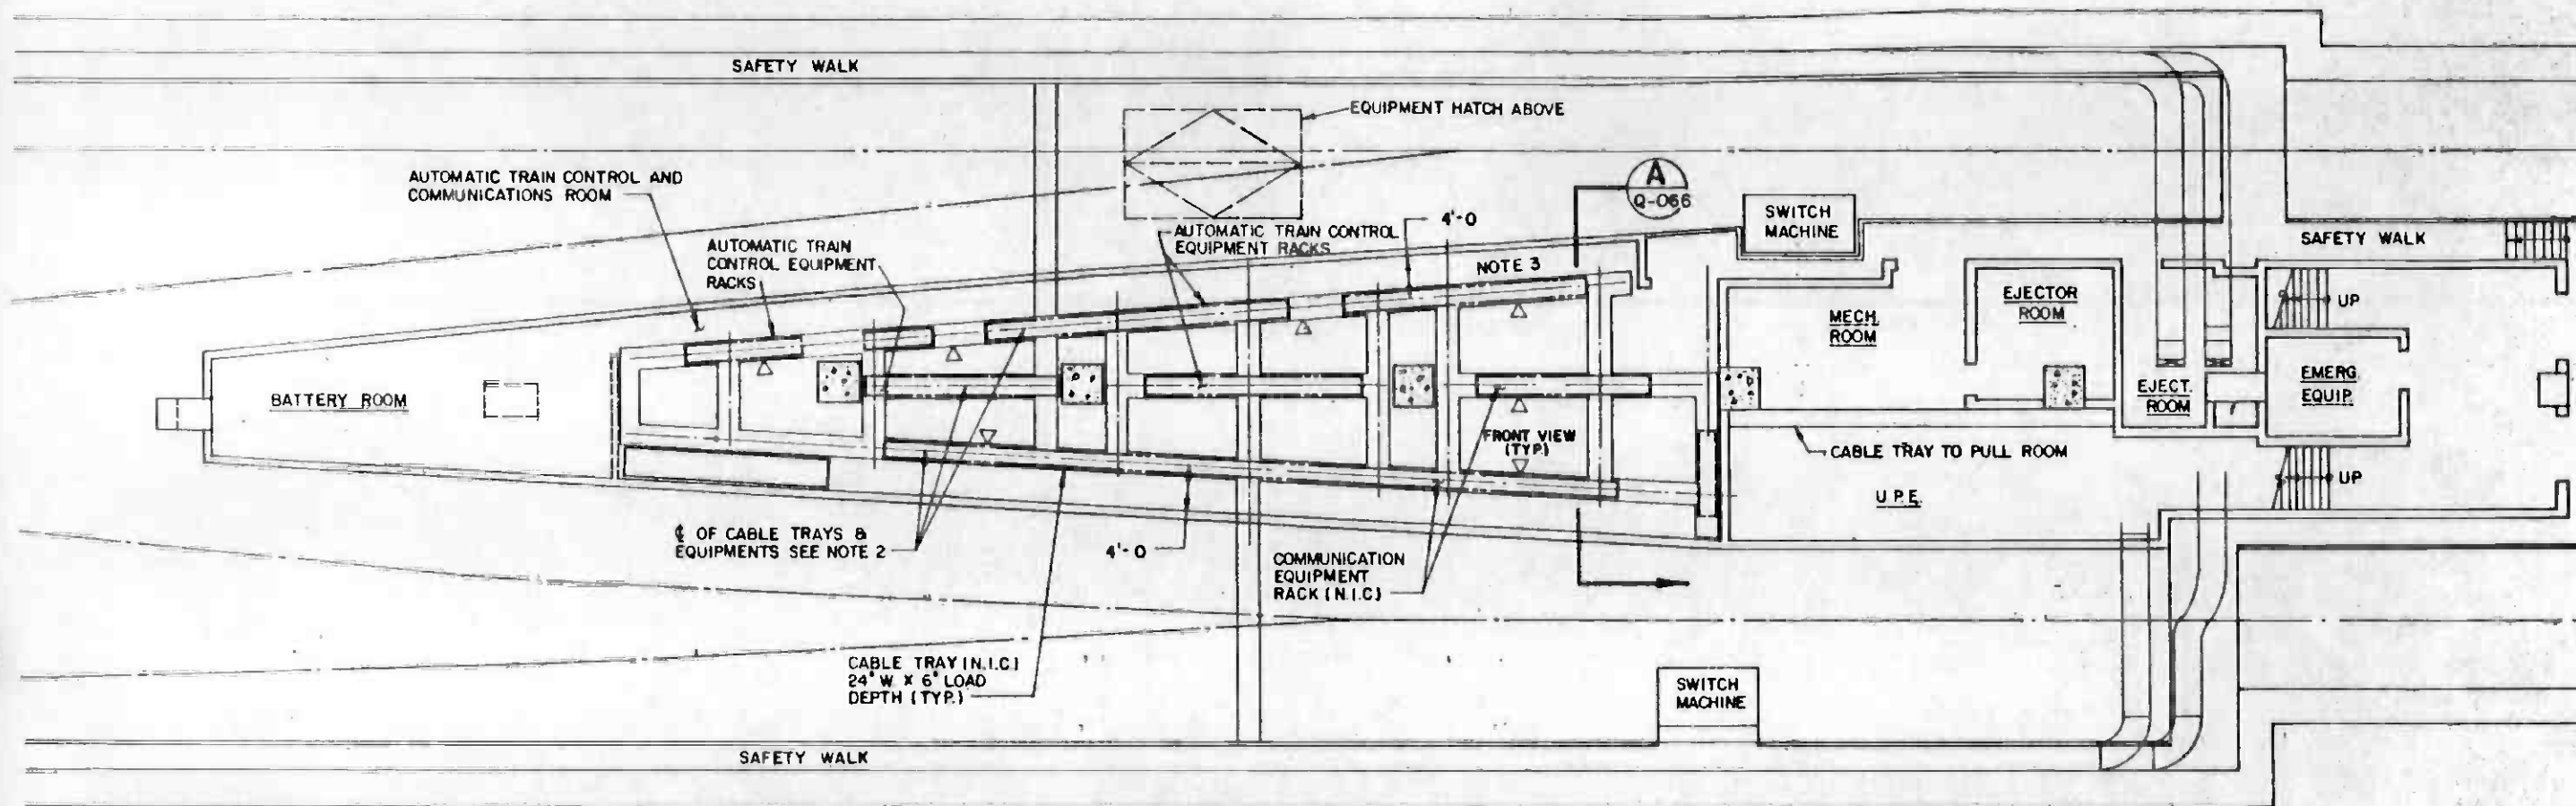 SAFETY WALK
EQUIPMENT HATCH ABOVE
AUTOMATIC TRAIN CONTROL AND
COMMUNICATIONS ROOM
A
Q-066
SWITCH
MACHINE
4'-0
AUTOMATIC TRAIN CONTROL
EQUIPMENT RACKS
AUTOMATIC TRAIN
CONTROL EQUIPMENT
RACKS
NOTE 3
SAFETY WALK
EJECTOR
ROOM
UP
MECH.
ROOM
BATTERY ROOM
EJECT.
ROOM
EMERG.
EQUIP.
FRONT VIEW
(TYP.)
CABLE TRAY TO PULL ROOM
U.P.E.
UP
℄ OF CABLE TRAYS &
EQUIPMENTS SEE NOTE 2
4'-0
COMMUNICATION
EQUIPMENT
RACK (N.I.C)
CABLE TRAY (N.I.C)
24" W X 6" LOAD
DEPTH (TYP.)
SWITCH
MACHINE
SAFETY WALK